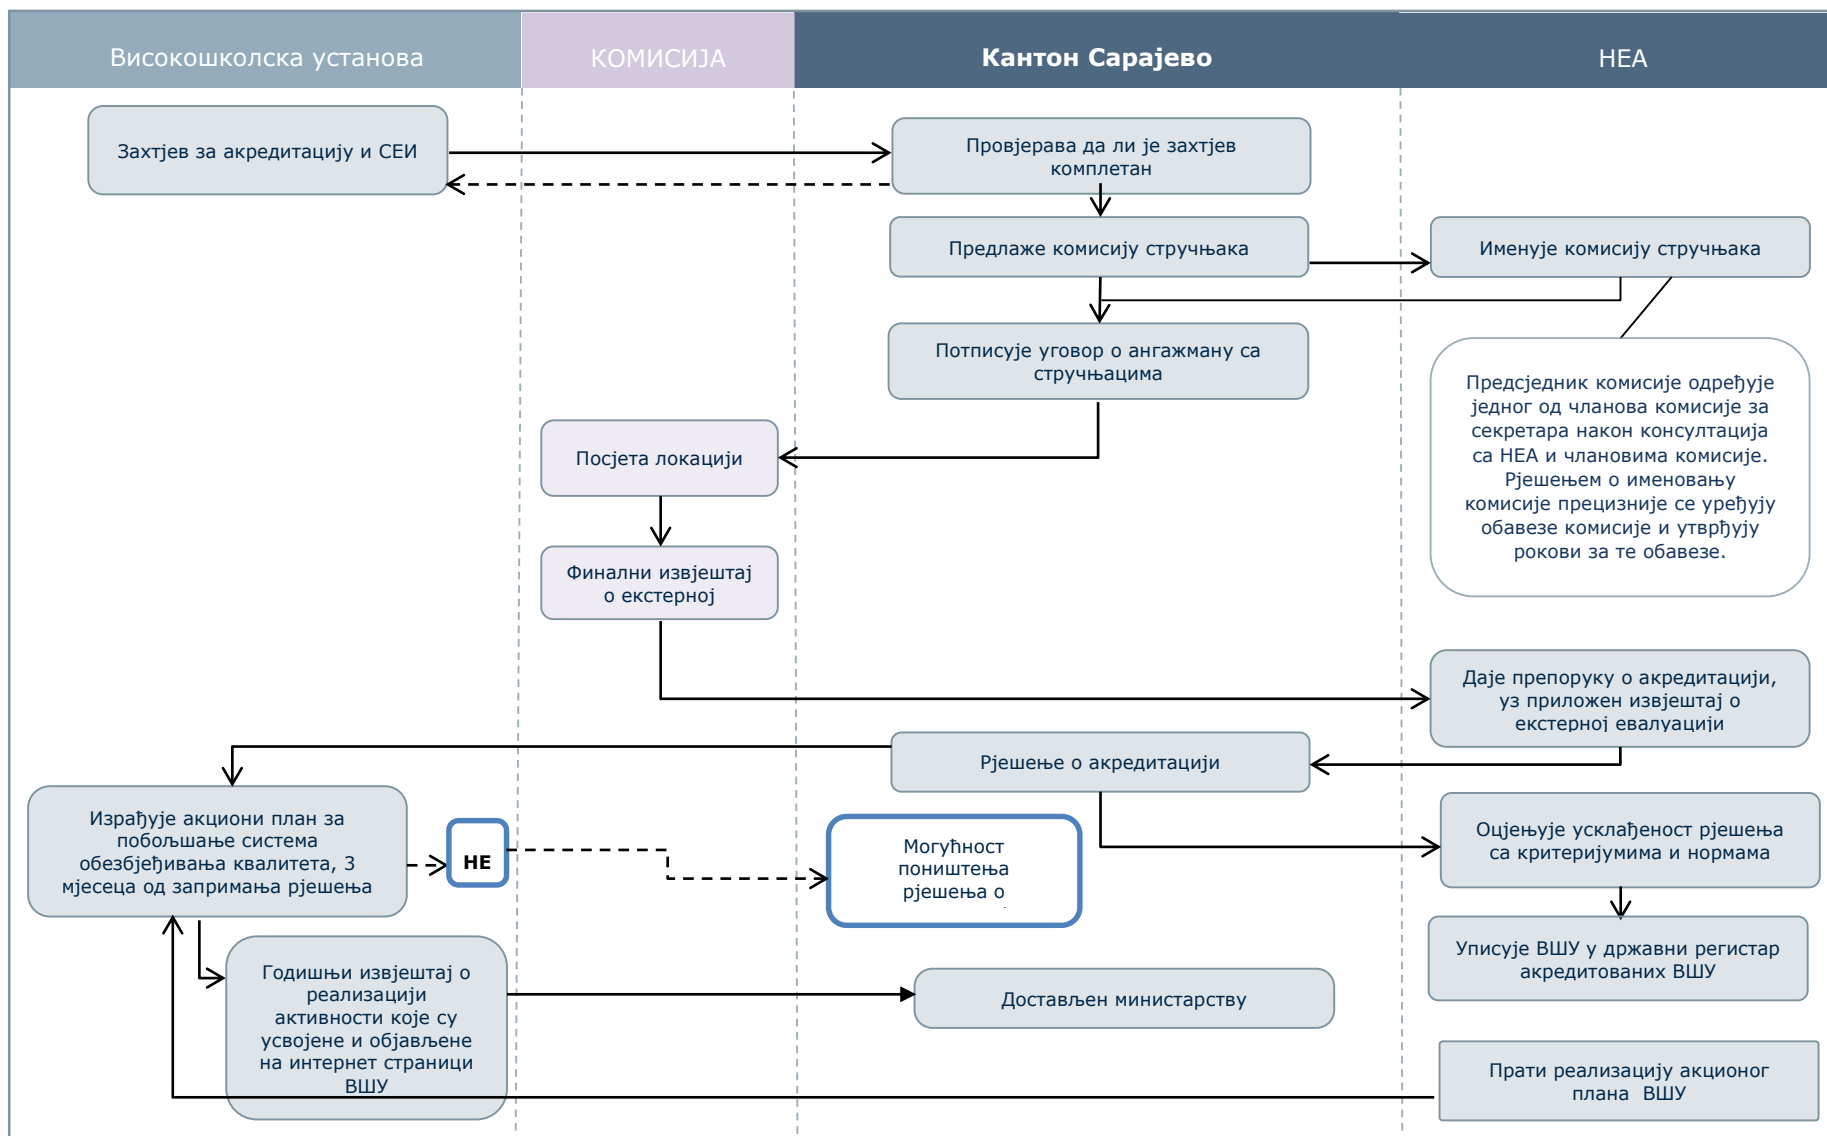 Високошколска установа
КОМИСИЈА
Кантон Сарајево
НЕА
Захтјев за акредитацију и СЕИ
Провјерава да ли је захтјев
комплетан
Предлаже комисију стручњака
Именује комисију стручњака
Потписује уговор о ангажману са
стручњацима
Предсједник комисије одређује
једног од чланова комисије за
секретара након консултација
са НЕА и члановима комисије.
Рјешењем о именовању
комисије прецизније се уређују
обавезе комисије и утврђују
рокови за те обавезе.
Посјета локацији
Финални извјештај
о екстерној
Даје препоруку о акредитацији,
уз приложен извјештај о
екстерној евалуацији
Рјешење о акредитацији
Израђује акциони план за
побољшање система
обезбјеђивања квалитета, 3
мјесеца од запримања рјешења
НЕ
Могућност
поништења
рјешења о
Оцјењује усклађеност рјешења
са критеријумима и нормама
Уписује ВШУ у државни регистар
акредитованих ВШУ
Годишњи извјештај о
реализацији
активности које су
усвојене и објављене
на интернет страници
ВШУ
Достављен министарству
Прати реализацију акционог
плана ВШУ